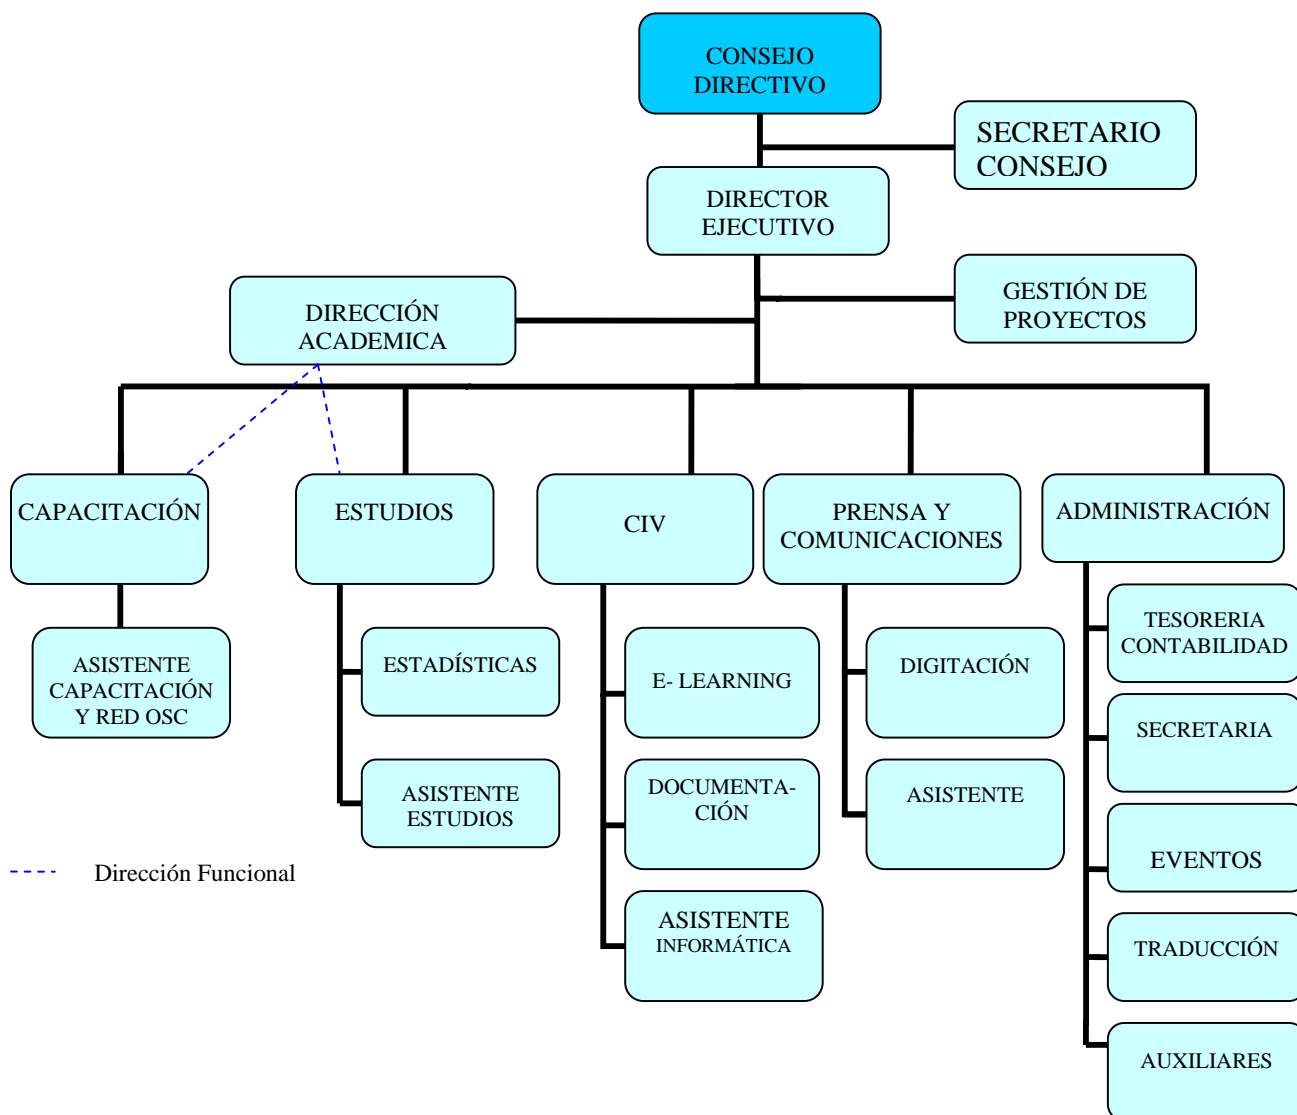 CONSEJO
DIRECTIVO
SECRETARIO
CONSEJO
DIRECTOR
EJECUTIVO
DIRECCIÓN
ACADEMICA
GESTIÓN DE
PROYECTOS
CAPACITACIÓN
ESTUDIOS
CIV
PRENSA Y
COMUNICACIONES
ADMINISTRACIÓN
ASISTENTE
CAPACITACIÓN
Y RED OSC
ESTADÍSTICAS
ASISTENTE
ESTUDIOS
E- LEARNING
DOCUMENTA-
CIÓN
ASISTENTE
INFORMÁTICA
DIGITACIÓN
ASISTENTE
TESORERIA
CONTABILIDAD
SECRETARIA
EVENTOS
TRADUCCIÓN
AUXILIARES
Dirección Funcional